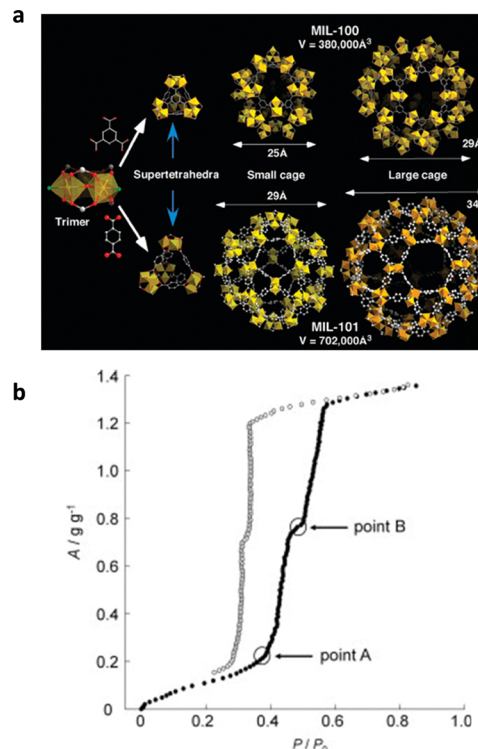 a
MIL-100
V = 380,000Å³
25Å
29Å
Trimer
Supertetrahedra
Small cage
Large cage
29Å
34
MIL-101
V = 702,000Å³
b
A / g g⁻¹
1.4
1.2
1.0
0.8
0.6
0.4
0.2
0
point B
point A
0
0.2
0.4
0.6
0.8
P / P₀